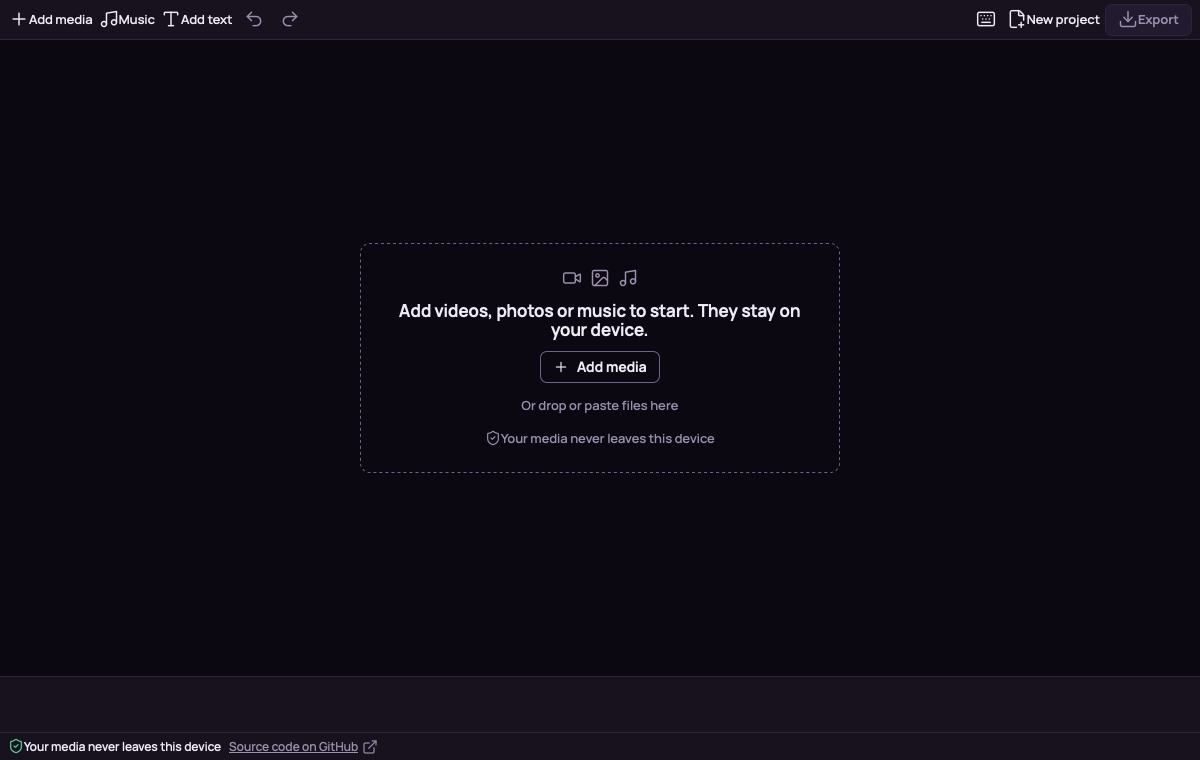 Add media Music Add text New project Export
Add videos, photos or music to start. They stay on
your device.
Add media
Or drop or paste files here
Your media never leaves this device
Your media never leaves this device Source code on GitHub